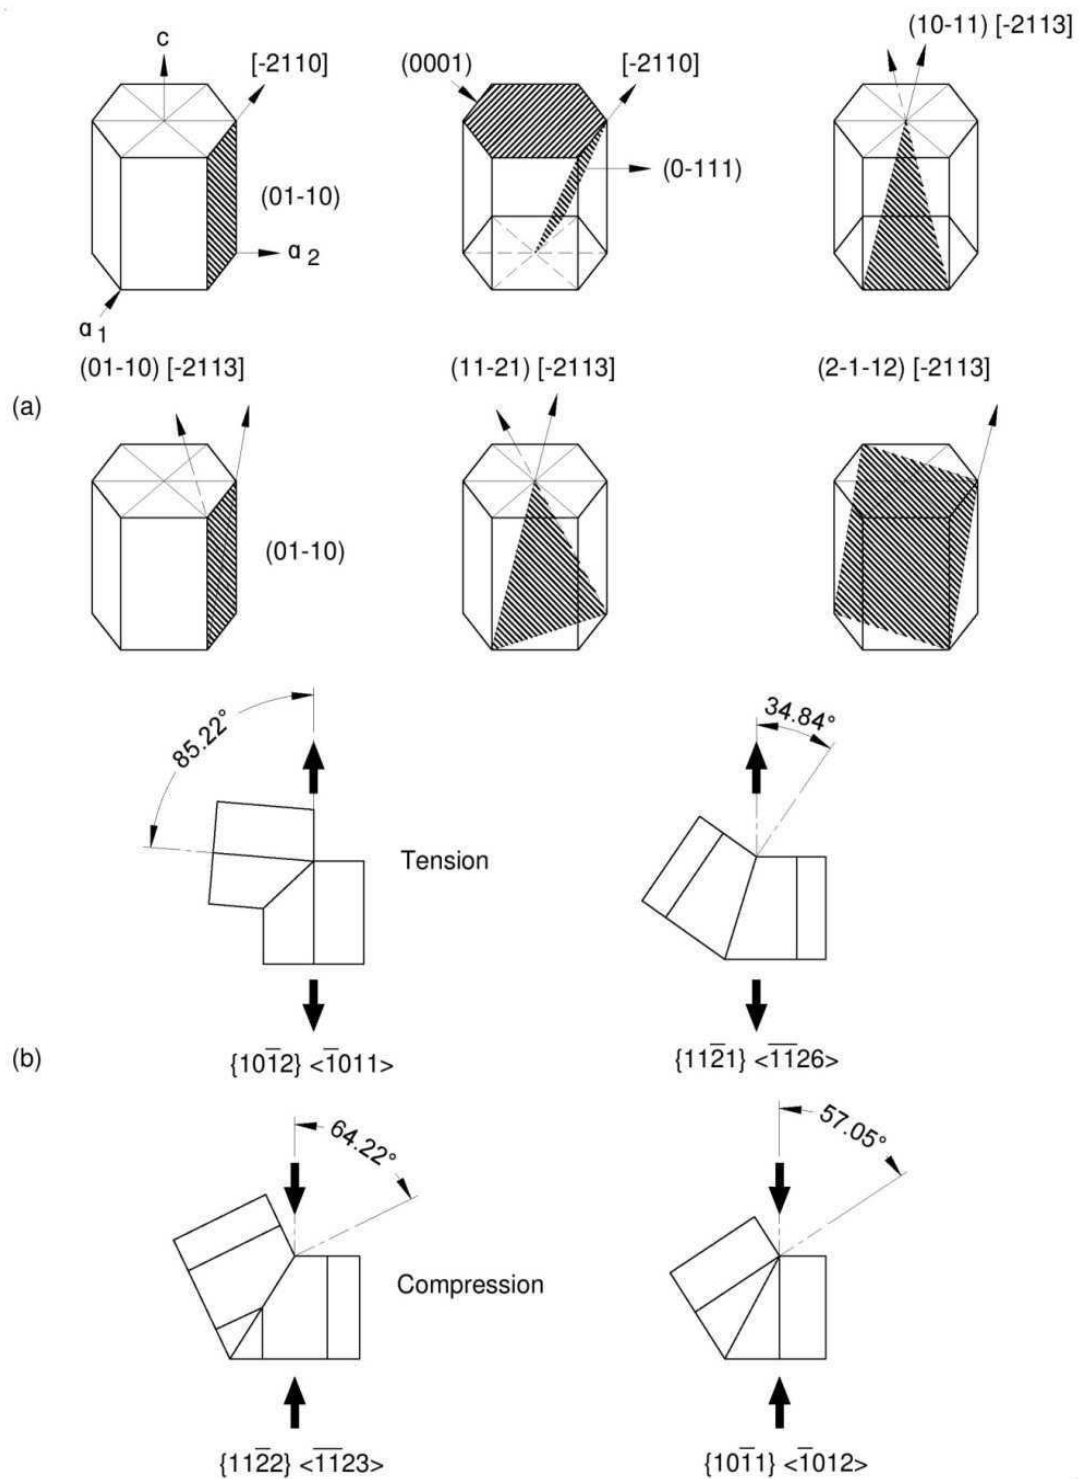 c
[-2110]
(01-10)
α 2
α 1
(0001)
[-2110]
(0-111)
(10-11) [-2113]
(a)
(01-10) [-2113]
(01-10)
(11-21) [-2113]
(2-1-12) [-2113]
85.22°
Tension
34.84°
(b)
{101̅2} <1̅011>
{112̅1} <1̅1̅26>
64.22°
Compression
57.05°
{112̅2} <1̅1̅23>
{101̅1} <1̅012>